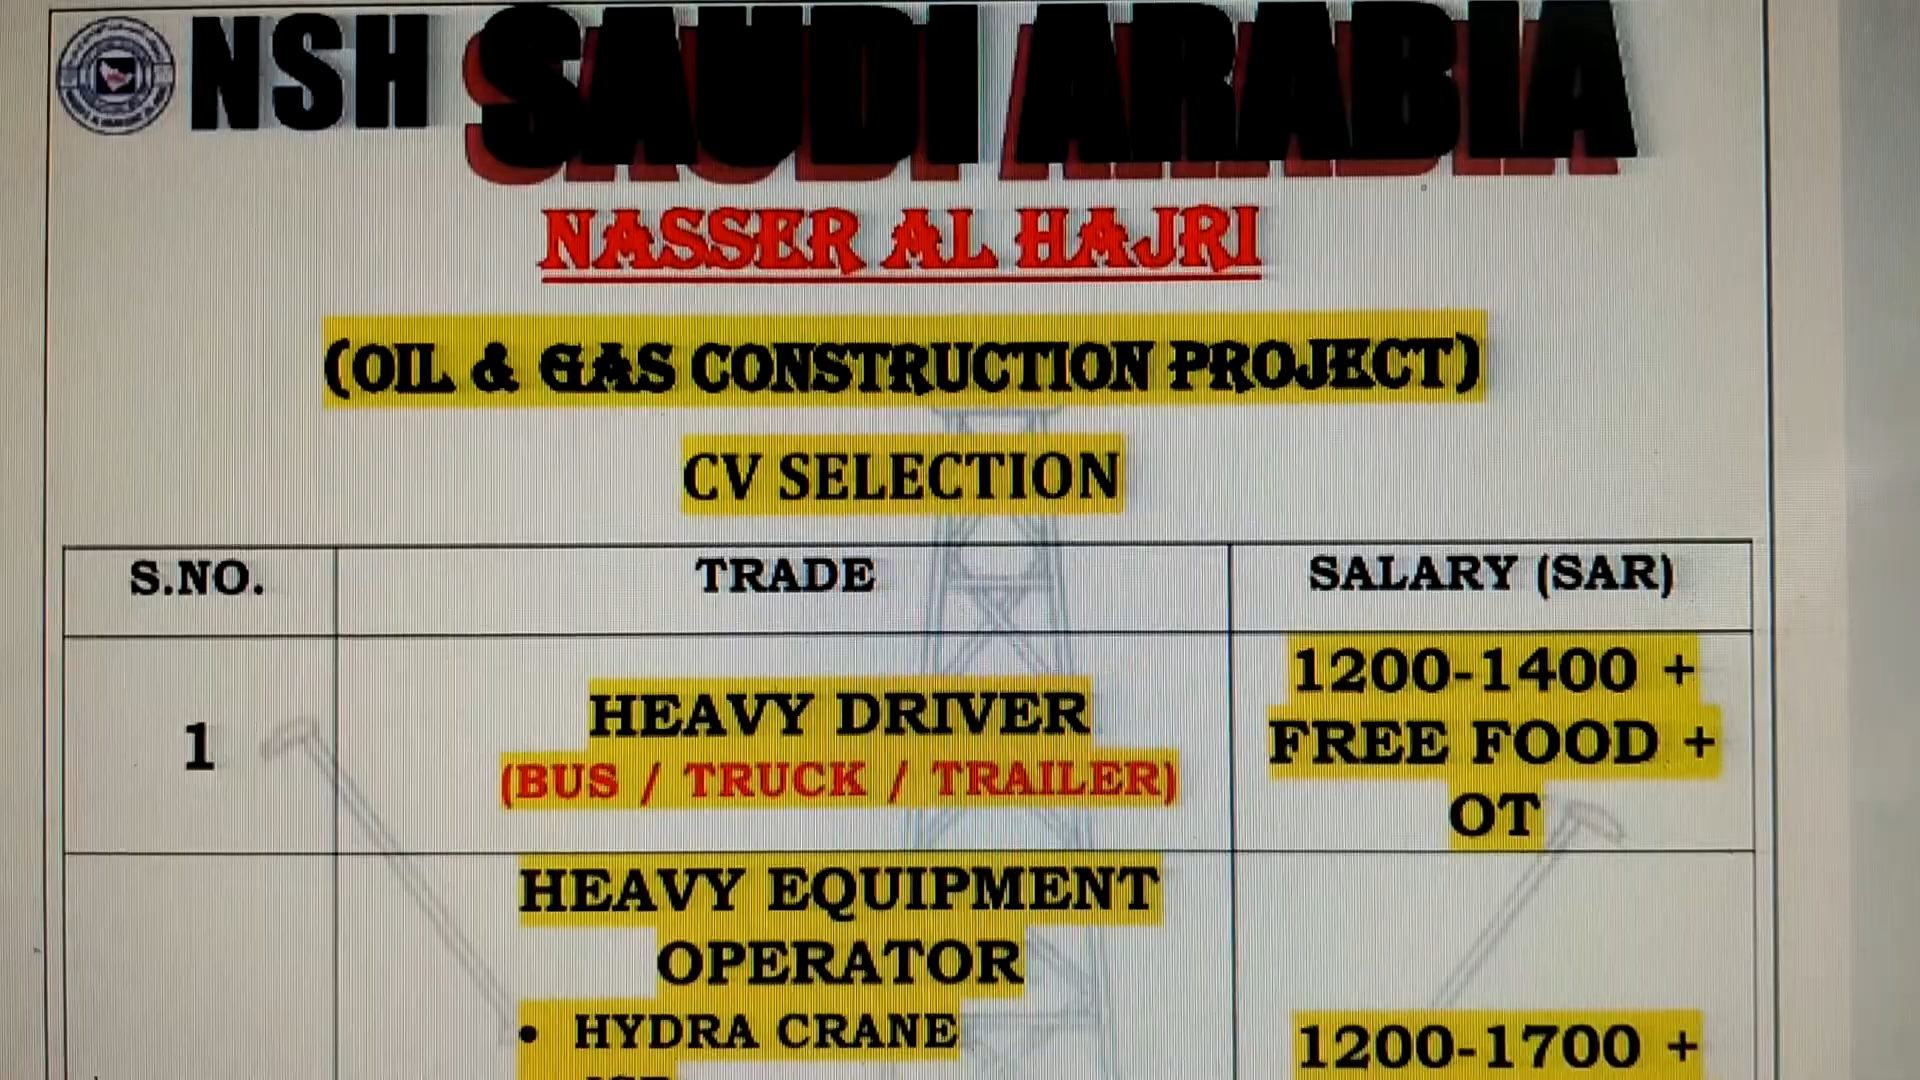 NSH SAUDI ARABIA
NASSER AL HAJRI
(OIL & GAS CONSTRUCTION PROJECT)
CV SELECTION
S.NO. TRADE SALARY (SAR)
1 HEAVY DRIVER (BUS / TRUCK / TRAILER) 1200-1400 + FREE FOOD + OT
HEAVY EQUIPMENT
OPERATOR
• HYDRA CRANE
1200-1700 +